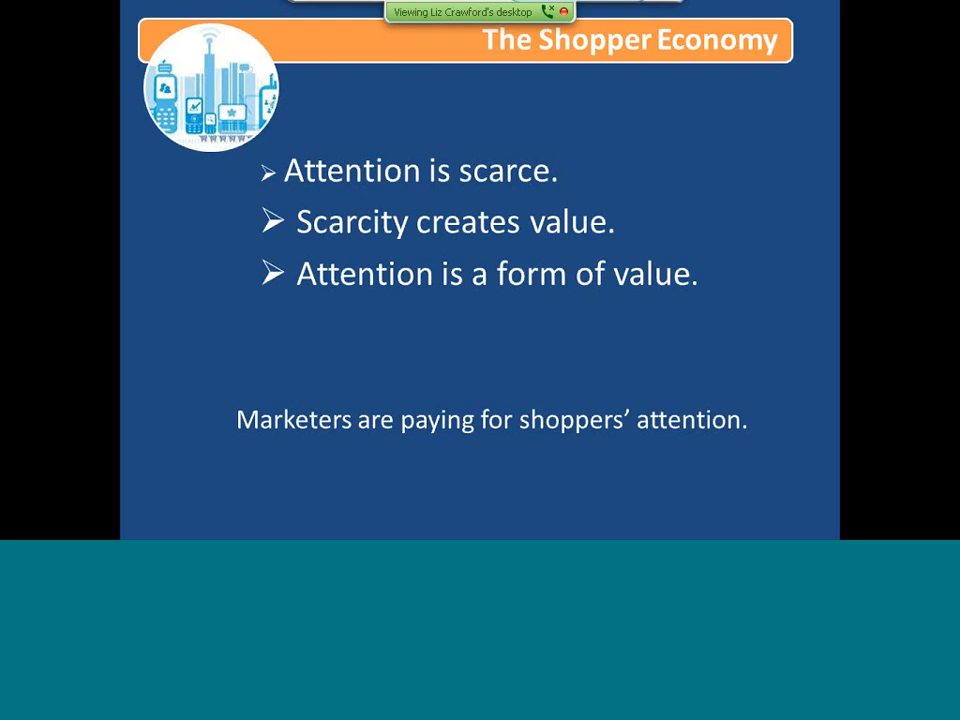 Viewing Liz Crawford's desktop
The Shopper Economy
Attention is scarce.
Scarcity creates value.
Attention is a form of value.
Marketers are paying for shoppers’ attention.